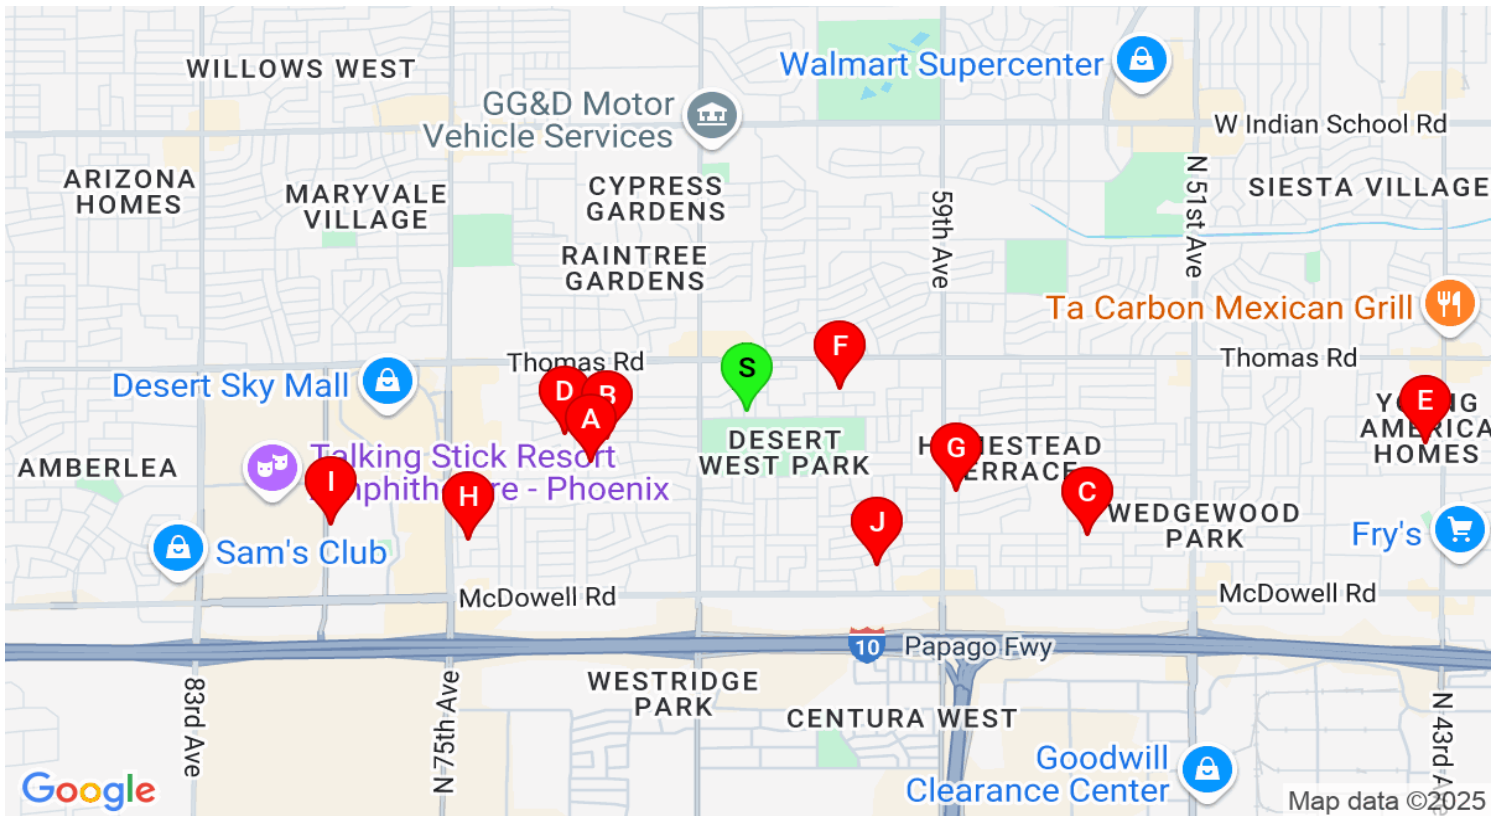 WILLOWS WEST
Walmart Supercenter
GG&D Motor
Vehicle Services
W Indian School Rd
ARIZONA
HOMES
MARYVALE
VILLAGE
CYPRESS
GARDENS
59th Ave
N 51st Ave
SIESTA VILLAGE
RAINTREE
GARDENS
Ta Carbon Mexican Grill
Thomas Rd
Thomas Rd
Desert Sky Mall
S
F
D
B
A
E
AMERICA
HOMES
DESERT
WEST PARK
G
AMBERLEA
Talking Stick Resort
Phoenix
I
H
C
J
WEDGEWOOD
PARK
Fry's
Sam's Club
McDowell Rd
McDowell Rd
10
Papago Fwy
83rd Ave
N 75th Ave
WESTRIDGE
PARK
CENTURA WEST
N 43rd Ave
Goodwill
Clearance Center
Google
Map data ©2025